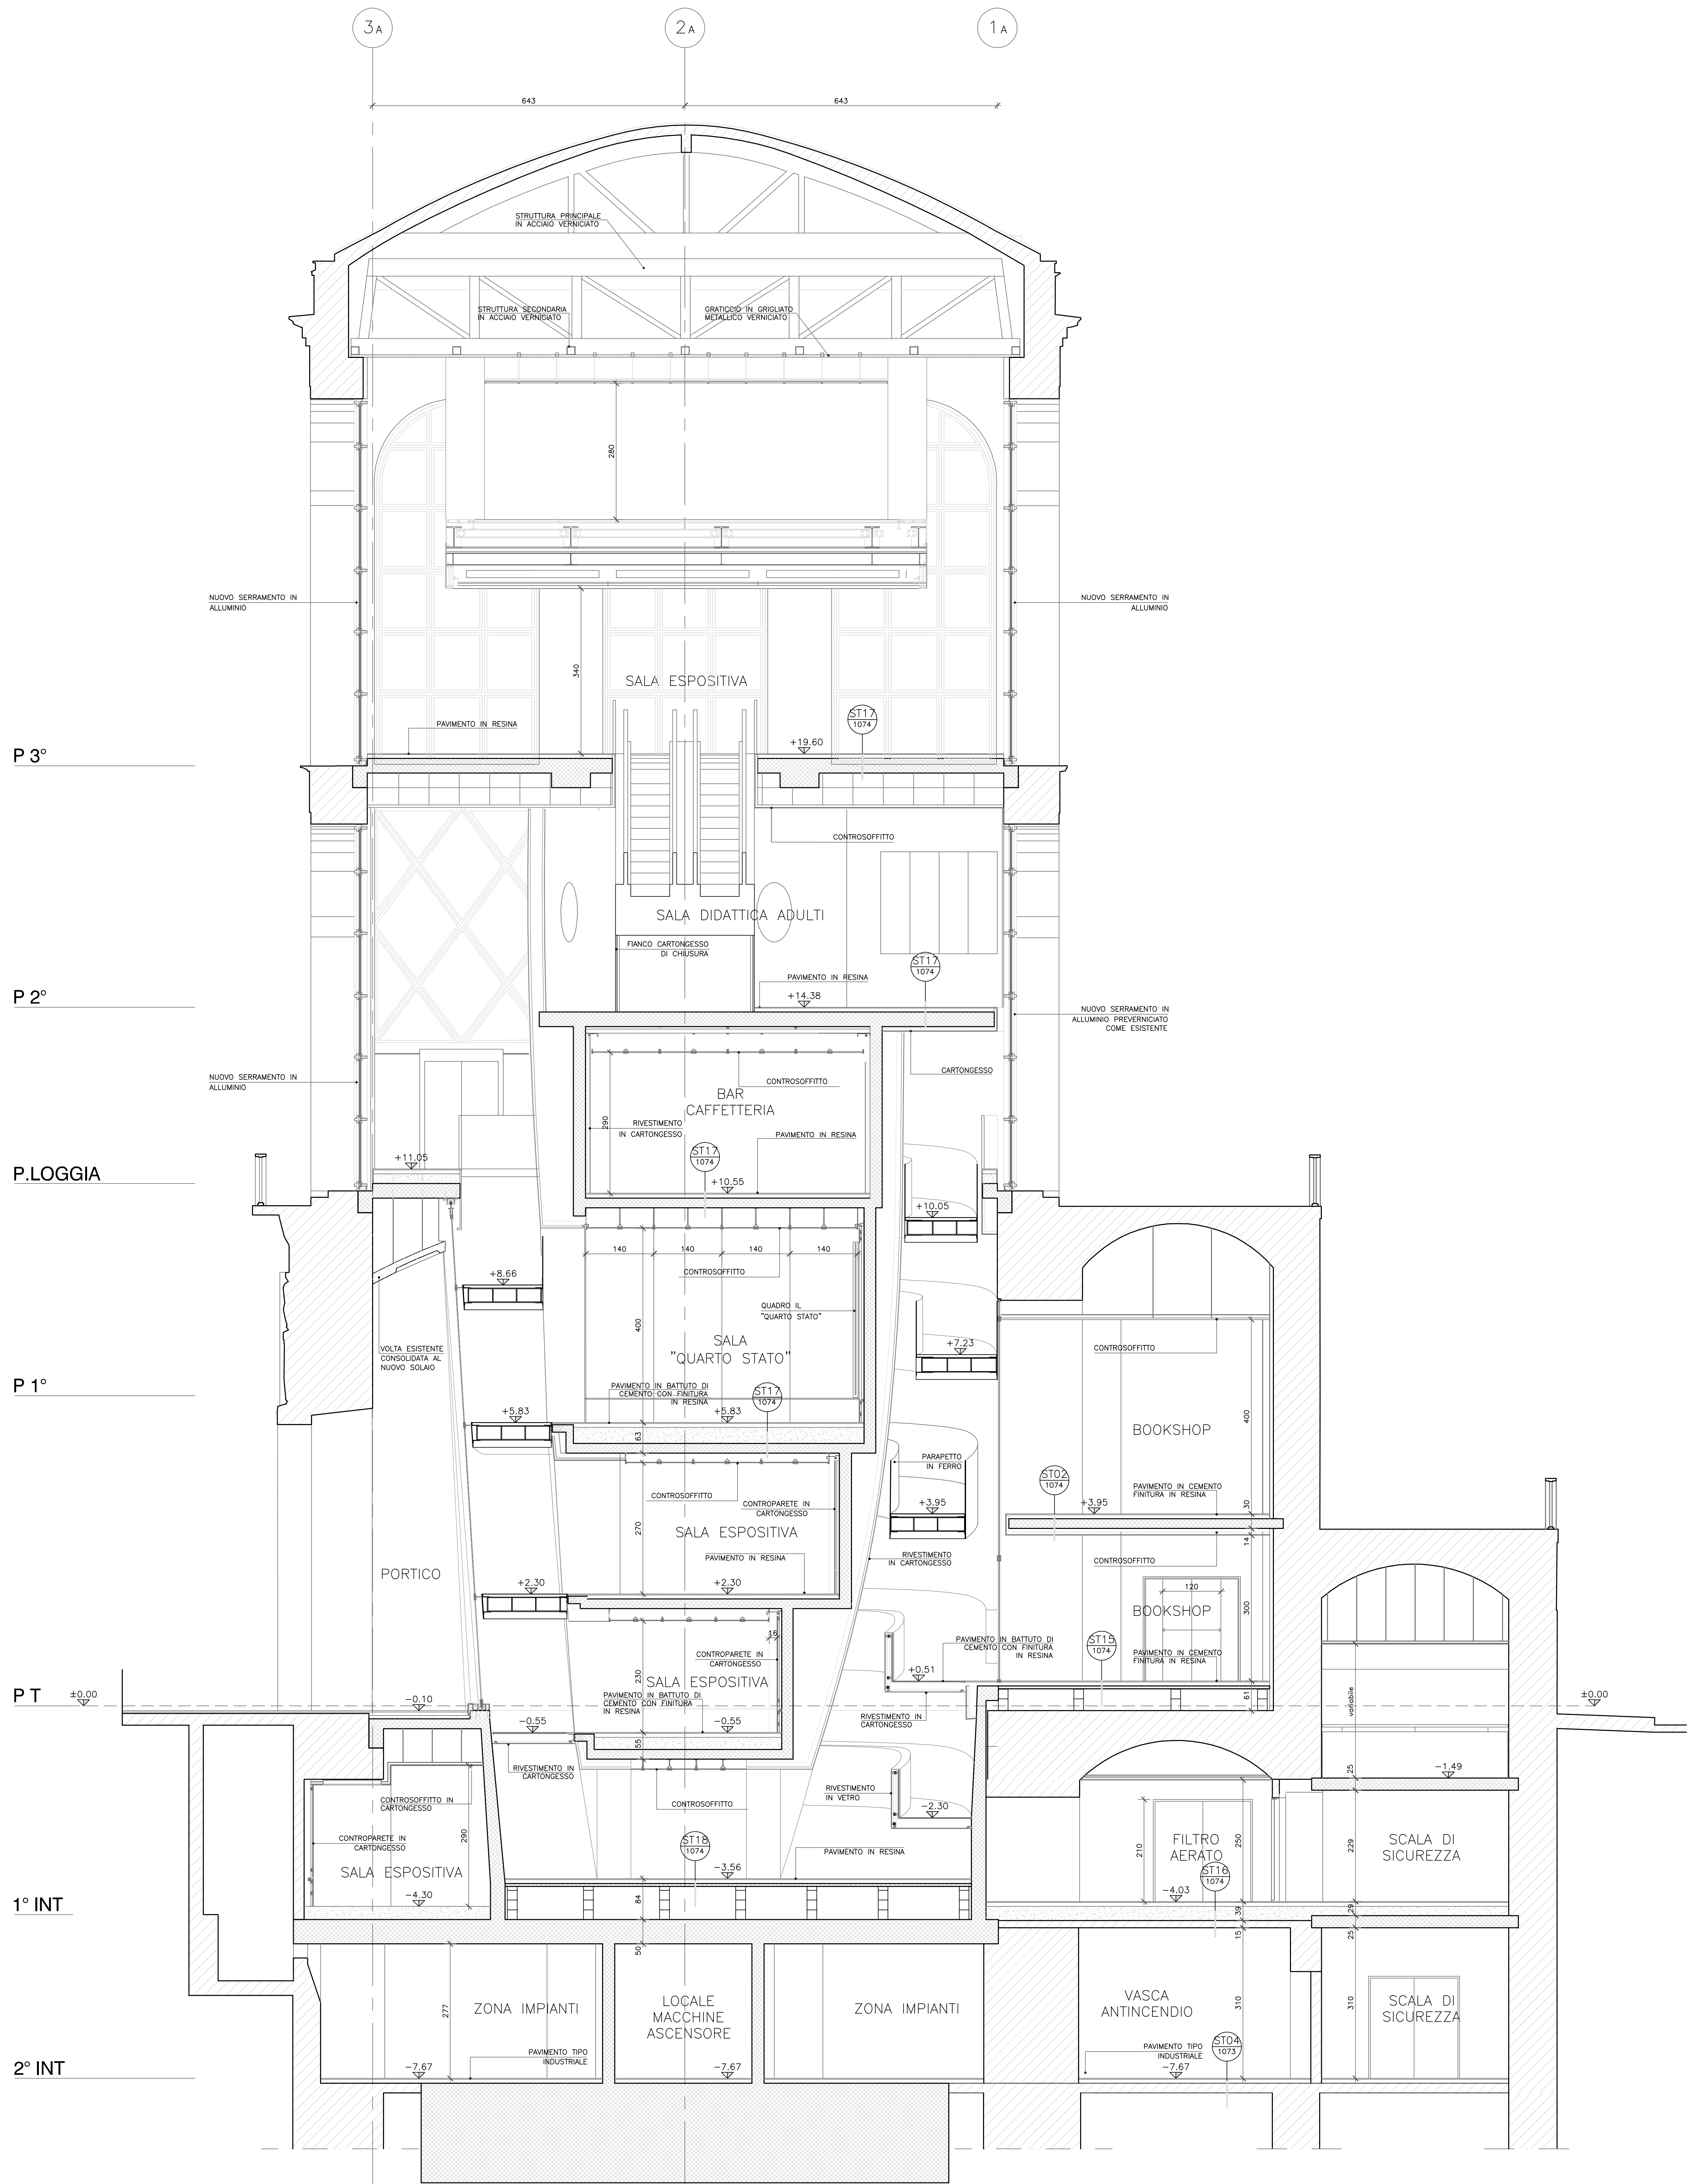 3A
2A
1A
643
643
STRUTTURA PRINCIPALE
IN ACCIAIO VERNICIATO
STRUTTURA SECONDARIA
IN ACCIAIO VERNICIATO
GRATICCIO IN GRIGLIATO
METALLICO VERNICIATO
280
NUOVO SERRAMENTO IN
ALLUMINIO
NUOVO SERRAMENTO IN
ALLUMINIO
340
SALA ESPOSITIVA
PAVIMENTO IN RESINA
ST17
1074
+19.60
P 3°
CONTROSOFFITTO
SALA DIDATTICA ADULTI
FIANCO CARTONGESSO
DI CHIUSURA
ST17
1074
PAVIMENTO IN RESINA
+14.38
P 2°
NUOVO SERRAMENTO IN
ALLUMINIO PREVERNICIATO
COME ESISTENTE
NUOVO SERRAMENTO IN
ALLUMINIO
CARTONGESSO
CONTROSOFFITTO
BAR
CAFFETTERIA
290
RIVESTIMENTO
IN CARTONGESSO
PAVIMENTO IN RESINA
ST17
1074
+11.05
P.LOGGIA
+10.55
+10.05
140
140
140
140
CONTROSOFFITTO
+8.66
QUADRO IL
"QUARTO STATO"
400
SALA
"QUARTO STATO"
+7.23
CONTROSOFFITTO
VOLTA ESISTENTE
CONSOLIDATA AL
NUOVO SOLAIO
P 1°
PAVIMENTO IN BATTUTO DI
CEMENTO CON FINITURA
IN RESINA
ST17
1074
+5.83
+5.83
400
BOOKSHOP
63
PARAPETTO
IN FERRO
ST02
1074
PAVIMENTO IN CEMENTO
FINITURA IN RESINA
CONTROSOFFITTO
CONTROPARETE IN
CARTONGESSO
+3.95
+3.95
30
270
SALA ESPOSITIVA
14
PAVIMENTO IN RESINA
RIVESTIMENTO
IN CARTONGESSO
CONTROSOFFITTO
PORTICO
+2.30
+2.30
120
BOOKSHOP
300
16
ST15
1074
PAVIMENTO IN BATTUTO DI
CEMENTO CON FINITURA
IN RESINA
PAVIMENTO IN CEMENTO
FINITURA IN RESINA
CONTROPARETE IN
CARTONGESSO
230
SALA ESPOSITIVA
+0.51
PAVIMENTO IN BATTUTO DI
CEMENTO CON FINITURA
IN RESINA
61
P T
±0.00
-0.10
variabile
±0.00
RIVESTIMENTO IN
CARTONGESSO
-0.55
-0.55
55
RIVESTIMENTO IN
CARTONGESSO
25
-1.49
CONTROSOFFITTO IN
CARTONGESSO
CONTROSOFFITTO
RIVESTIMENTO
IN VETRO
-2.30
CONTROPARETE IN
CARTONGESSO
290
SALA ESPOSITIVA
ST18
1074
PAVIMENTO IN RESINA
-3.56
210
FILTRO
AERATO
250
229
SCALA DI
SICUREZZA
ST16
1074
-4.30
-4.03
1° INT
84
39
29
50
15
25
277
ZONA IMPIANTI
LOCALE
MACCHINE
ASCENSORE
ZONA IMPIANTI
VASCA
ANTINCENDIO
310
310
SCALA DI
SICUREZZA
PAVIMENTO TIPO
INDUSTRIALE
PAVIMENTO TIPO
INDUSTRIALE
ST04
1073
2° INT
-7.67
-7.67
-7.67